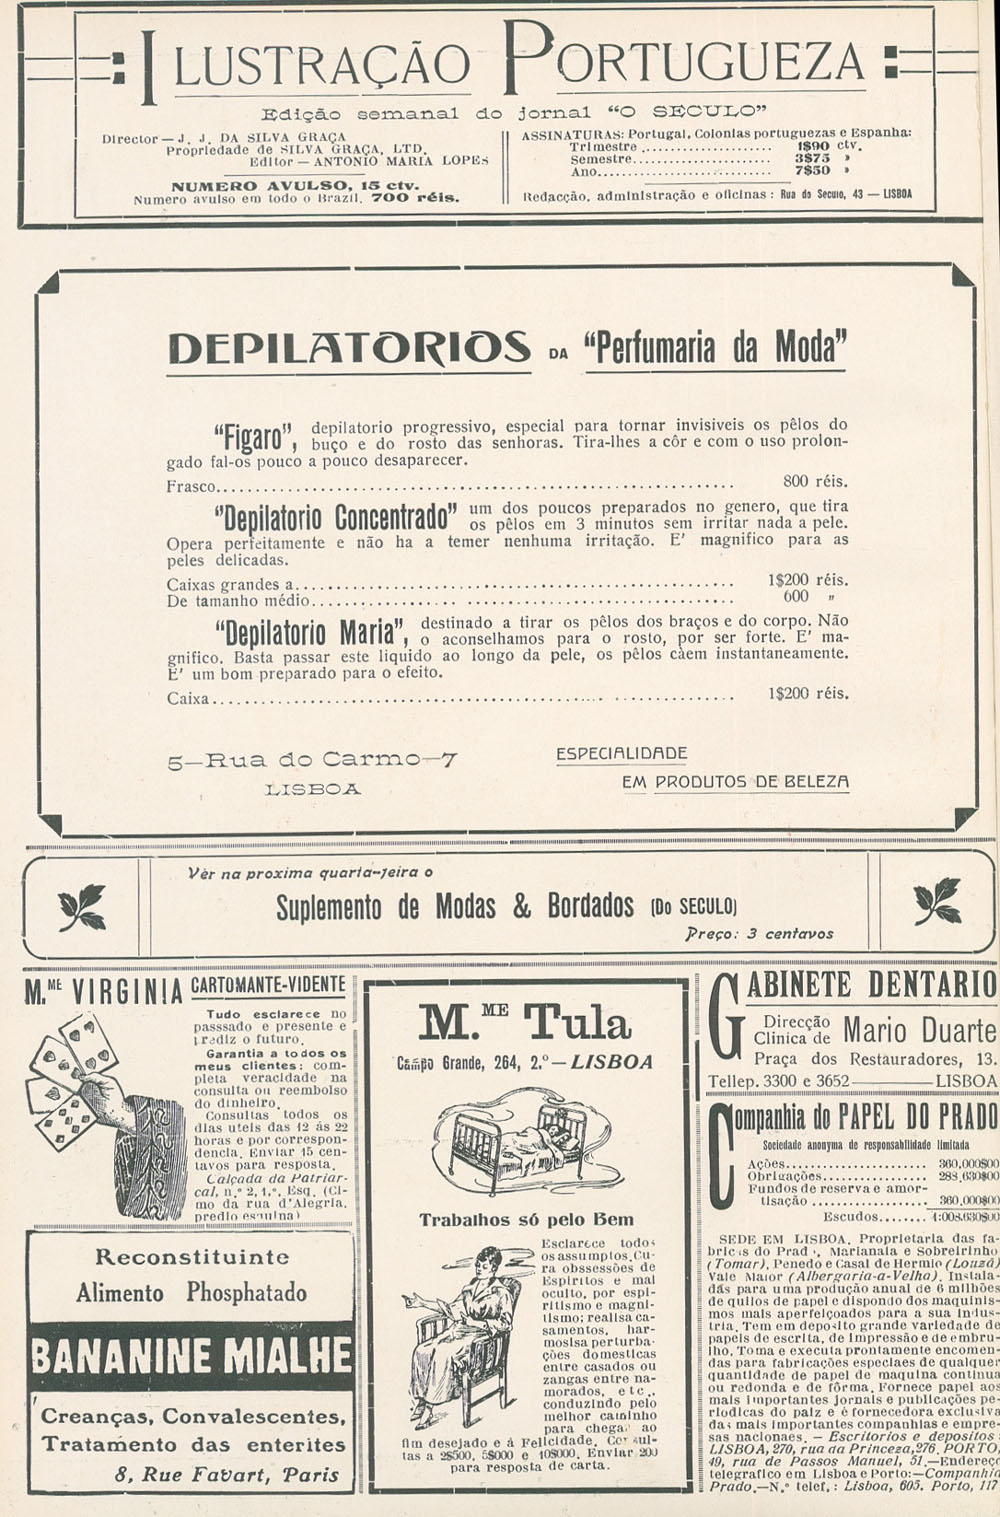 ILUSTRAÇÃO PORTUGUEZA
Edição semanal do jornal “O SECULO”
Director — J. J. DA SILVA GRAÇA
Propriedade de SILVA GRAÇA, LTD.
Editor — ANTONIO MARIA LOPES
NUMERO AVULSO, 15 ctv.
Numero avulso em todo o Brazil, 700 réis.
ASSINATURAS: Portugal, Colonias portuguezas e Espanha:
Trimestre ........................ 1$90 ctv.
Semestre........................ 3$75 »
Ano............................. 7$50 »
Redacção, administração e oficinas: Rua do Seculo, 43 — LISBOA
DEPILATORIOS DA “Perfumaria da Moda”
“Figaro”, depilatorio progressivo, especial para tornar invisiveis os pêlos do
buço e do rosto das senhoras. Tira-lhes a côr e com o uso prolon-
gado fal-os pouco a pouco desaparecer.
Frasco........................................................ 800 réis.
“Depilatorio Concentrado” um dos poucos preparados no genero, que tira
os pêlos em 3 minutos sem irritar nada a pele.
Opera perfeitamente e não ha a temer nenhuma irritação. E’ magnifico para as
peles delicadas.
Caixas grandes a................................................ 1$200 réis.
De tamanho médio................................................ 600 „
“Depilatorio Maria”, destinado a tirar os pêlos dos braços e do corpo. Não
o aconselhamos para o rosto, por ser forte. E’ ma-
gnifico. Basta passar este liquido ao longo da pele, os pêlos càem instantaneamente.
E’ um bom preparado para o efeito.
Caixa........................................................ 1$200 réis.
5—Rua do Carmo—7
LISBOA
ESPECIALIDADE
EM PRODUTOS DE BELEZA
Vêr na proxima quarta-feira o
Suplemento de Modas & Bordados (Do SECULO)
Preço: 3 centavos
M.ME VIRGINIA CARTOMANTE-VIDENTE
Tudo esclarece no
passsado e presente e
prediz o futuro.
Garantia a todos os
meus clientes: com-
pleta veracidade na
consulta ou reembolso
do dinheiro.
Consultas todos os
dias uteis das 12 ás 22
horas e por correspon-
dencia. Enviar 15 cen-
tavos para resposta.
Calçada da Patriar-
cal, n.º 2, 1.º, Esq. (Ci-
mo da rua d’Alegria,
predio esquina)
Reconstituinte
Alimento Phosphatado
BANANINE MIALHE
Creanças, Convalescentes,
Tratamento das enterites
8, Rue Favart, Paris
M.ME Tula
Campo Grande, 264, 2.º — LISBOA
Trabalhos só pelo Bem
Esclarece todos
os assumptos. Cu-
ra obssessões de
Espiritos e mal
oculto, por espi-
ritismo e magni-
tismo; realisa ca-
samentos, har-
monisa perturba-
ções domesticas
entre casados ou
zangas entre na-
morados, etc.,
conduzindo pelo
melhor caminho
para chegar ao
fim desejado e á Felicidade. Consul-
tas a 2$500, 5$000 e 10$000. Enviar 200
para resposta de carta.
GABINETE DENTARIO
Direcção
Clinica de Mario Duarte
Praça dos Restauradores, 13.
Tellep. 3300 e 3652 — LISBOA
Companhia do PAPEL DO PRADO
Sociedade anonyma de responsabilidade limitada
Ações...................... 360,000$00
Obrigações.................. 283,630$00
Fundos de reserva e amor-
tisação .................. 360,000$00
Escudos........ 1:008.630$00
SEDE EM LISBOA. Proprietaria das fa-
bricas do Prado, Marianaia e Sobreirinho
(Tomar), Penedo e Casal de Hermio (Louzã)
Vale Maior (Albergaria-a-Velha). Instala-
das para uma produção anual de 6 milhões
de quilos de papel e dispondo dos maquinis-
mos mais aperfeiçoados para a sua indus-
tria. Tem em deposito grande variedade de
papeis de escrita, de impressão e de embru-
lho. Toma e executa prontamente encomen-
das para fabricações especiaes de qualquer
quantidade de papel de maquina continua
ou redonda e de fôrma. Fornece papel aos
mais importantes jornais e publicações pe-
riodicas do paiz e é fornecedora exclusiva
das mais importantes companhias e empre-
sas nacionaes. — Escritorios e depositos:
LISBOA, 270, rua da Princeza, 276. PORTO,
49, rua de Passos Manuel, 51.—Endereço
telegrafico em Lisboa e Porto:—Companhia
Prado.—N.º telef.: Lisboa, 605. Porto, 117